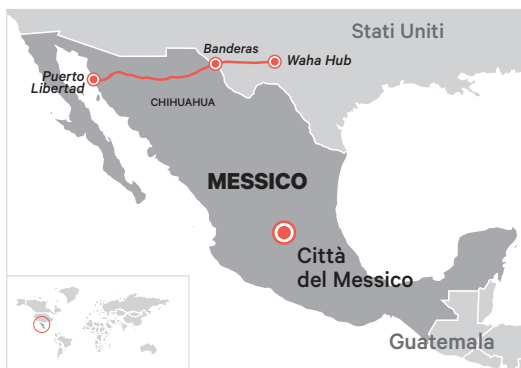 Stati Uniti
Banderas
Waha Hub
Puerto
Libertad
CHIHUAHUA
MESSICO
Città
del Messico
Guatemala